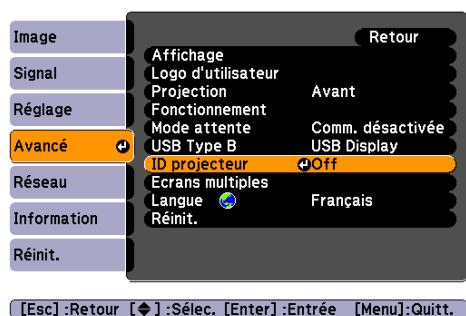 Image
Signal
Réglage
Avancé
Réseau
Information
Réinit.
Retour
Affichage
Logo d'utilisateur
Projection Avant
Fonctionnement
Mode attente Comm. désactivée
USB Type B USB Display
ID projecteur Off
Ecrans multiples
Langue Français
Réinit.
[Esc] :Retour [◆] :Sélec. [Enter] :Entrée [Menu]:Quitt.